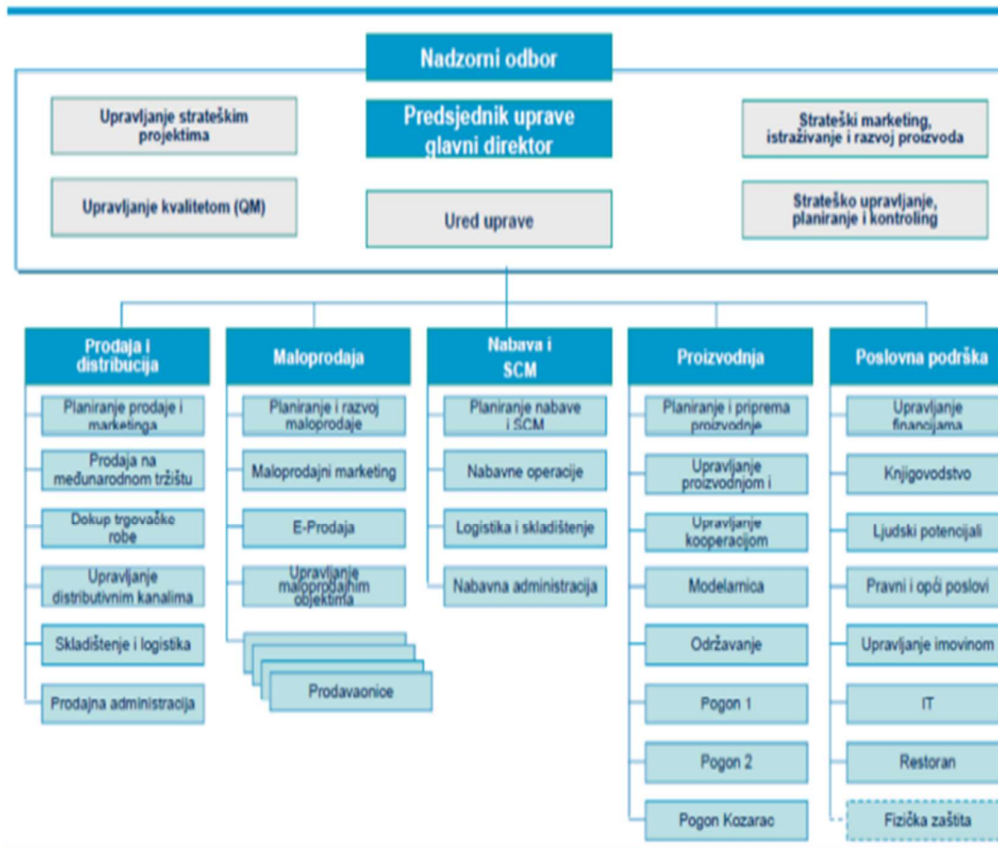 Nadzorni odbor
Upravljanje strateškim
projektima
Predsjednik uprave
glavni direktor
Strateški marketing,
istraživanje i razvoj proizvoda
Upravljanje kvalitetom (QM)
Ured uprave
Strateško upravljanje,
planiranje i kontroling
Prodaja i
distribucija
Planiranje prodaje i
marketinga
Prodaja na
međunarodnom tržištu
Dokup trgovačke
robe
Upravljanje
distributivnim kanalima
Skladištenje i logistika
Prodajna administracija
Maloprodaja
Planiranje i razvoj
maloprodaje
Maloprodajni marketing
E-Prodaja
Upravljanje
maloprodajnim
objektima
Prodavaonice
Nabava i
SCM
Planiranje nabave
i SCM
Nabavne operacije
Logistika i skladištenje
Nabavna administracija
Proizvodnja
Planiranje i priprema
proizvodnje
Upravljanje
proizvodnjom i
Upravljanje
kooperacijom
Modelarnica
Održavanje
Pogon 1
Pogon 2
Pogon Kozarac
Poslovna podrška
Upravljanje
financijama
Knjigovodstvo
Ljudski potencijali
Pravni i opći poslovi
Upravljanje imovinom
IT
Restoran
Fizička zaštita